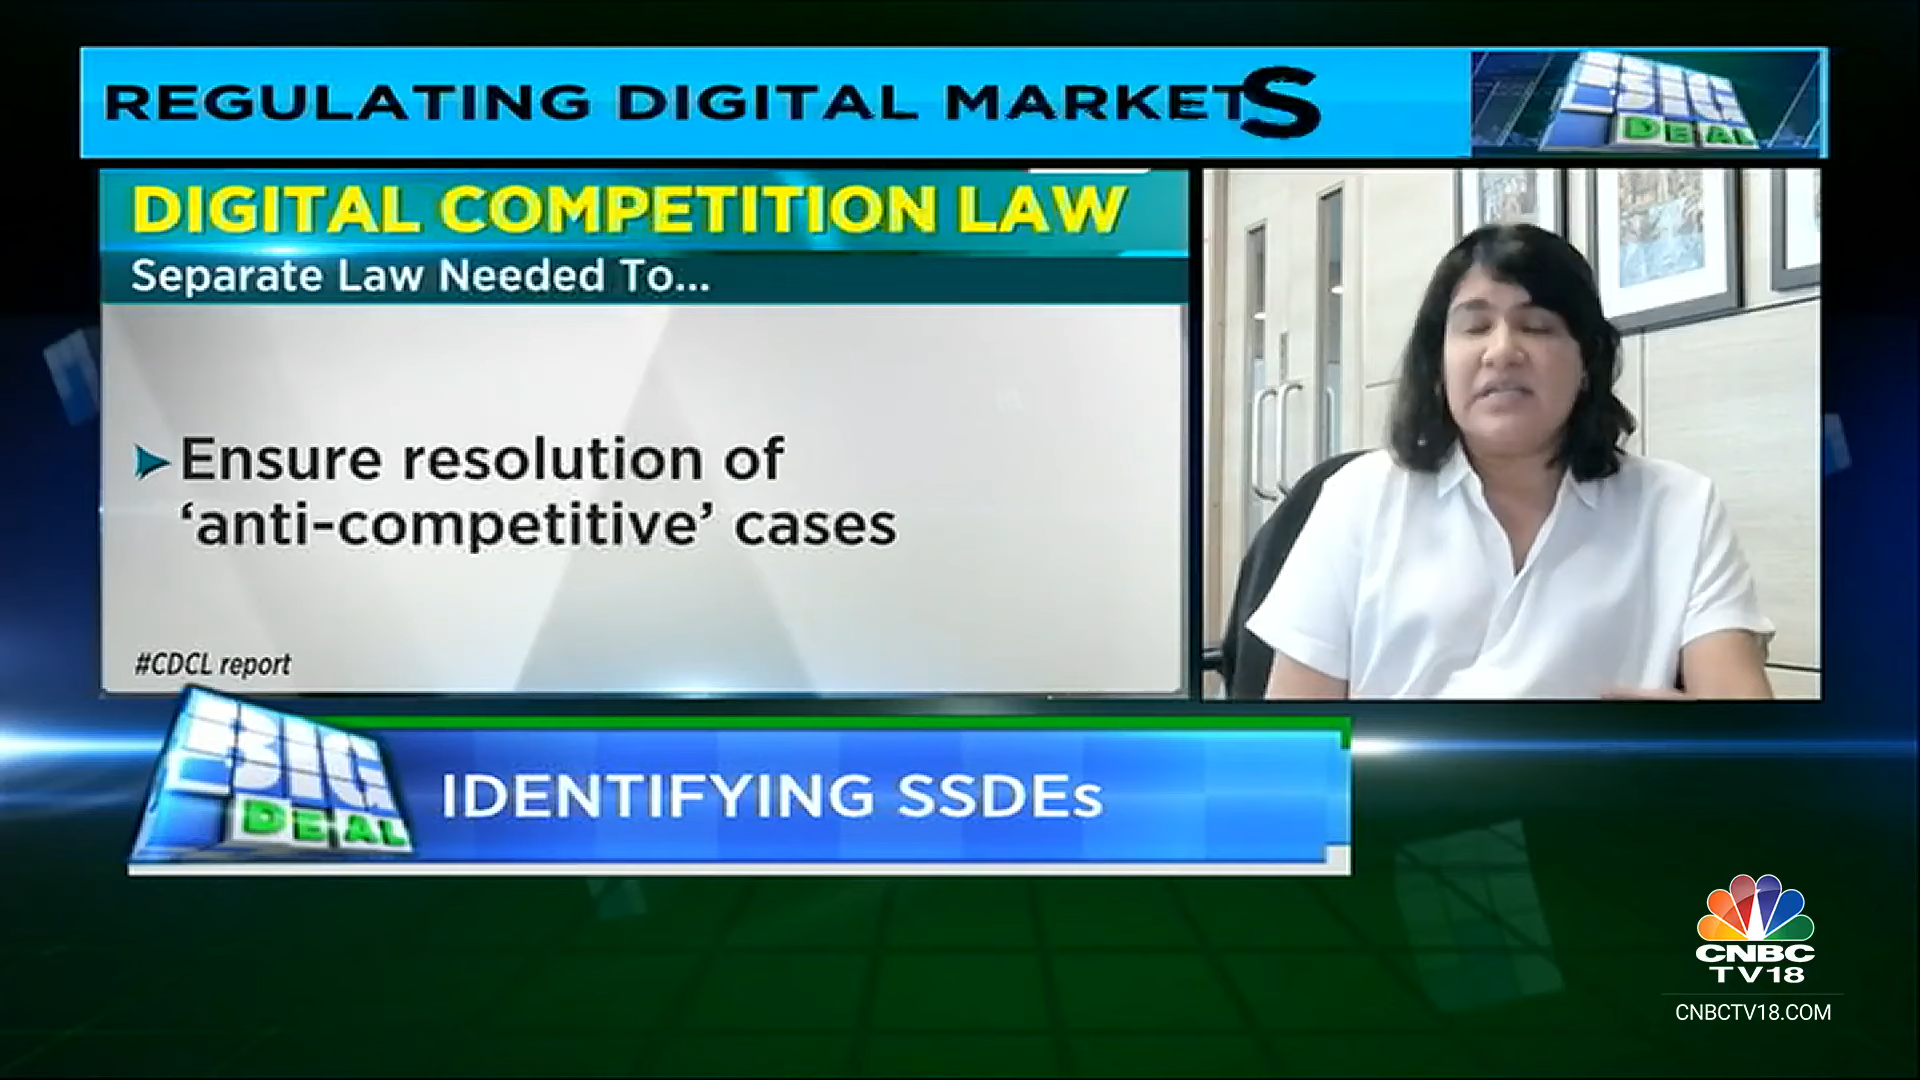 REGULATING DIGITAL MARKETS
BIG
DEAL
DIGITAL COMPETITION LAW
Separate Law Needed To...
Ensure resolution of
‘anti-competitive’ cases
#CDCL report
BIG
DEAL
IDENTIFYING SSDEs
CNBC
TV18
CNBCTV18.COM